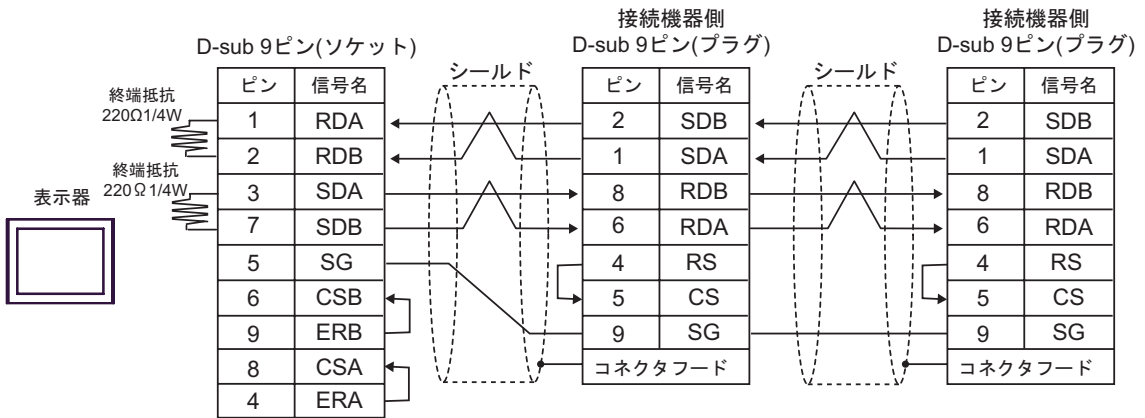 接続機器側
接続機器側
D-sub 9ピン(ソケット)
D-sub 9ピン(プラグ)
D-sub 9ピン(プラグ)
シールド
シールド
終端抵抗
220Ω1/4W
終端抵抗
220Ω1/4W
表示器
ピン 信号名
1 RDA
2 RDB
3 SDA
7 SDB
5 SG
6 CSB
9 ERB
8 CSA
4 ERA
ピン 信号名
2 SDB
1 SDA
8 RDB
6 RDA
4 RS
5 CS
9 SG
コネクタフード
ピン 信号名
2 SDB
1 SDA
8 RDB
6 RDA
4 RS
5 CS
9 SG
コネクタフード